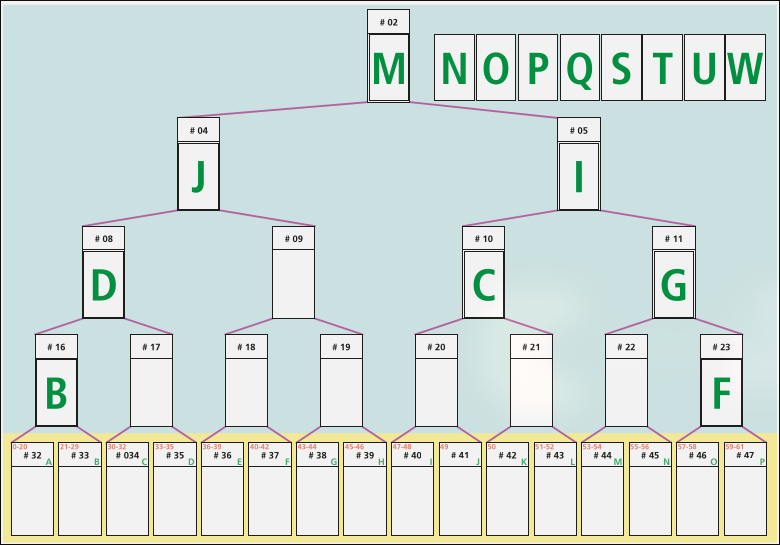 # 02
M N O P Q S T U W
# 04 # 05
J I
# 08 # 09 # 10 # 11
D C G
# 16 # 17 # 18 # 19 # 20 # 21 # 22 # 23
B F
0-20 21-29 30-32 33-35 36-39 40-42 43-44 45-46 47-48 49 50 51-52 53-54 55-56 57-58 59-61
# 32 # 33 # 034 # 35 # 36 # 37 # 38 # 39 # 40 # 41 # 42 # 43 # 44 # 45 # 46 # 47
A B C D E F G H I J K L M N O P